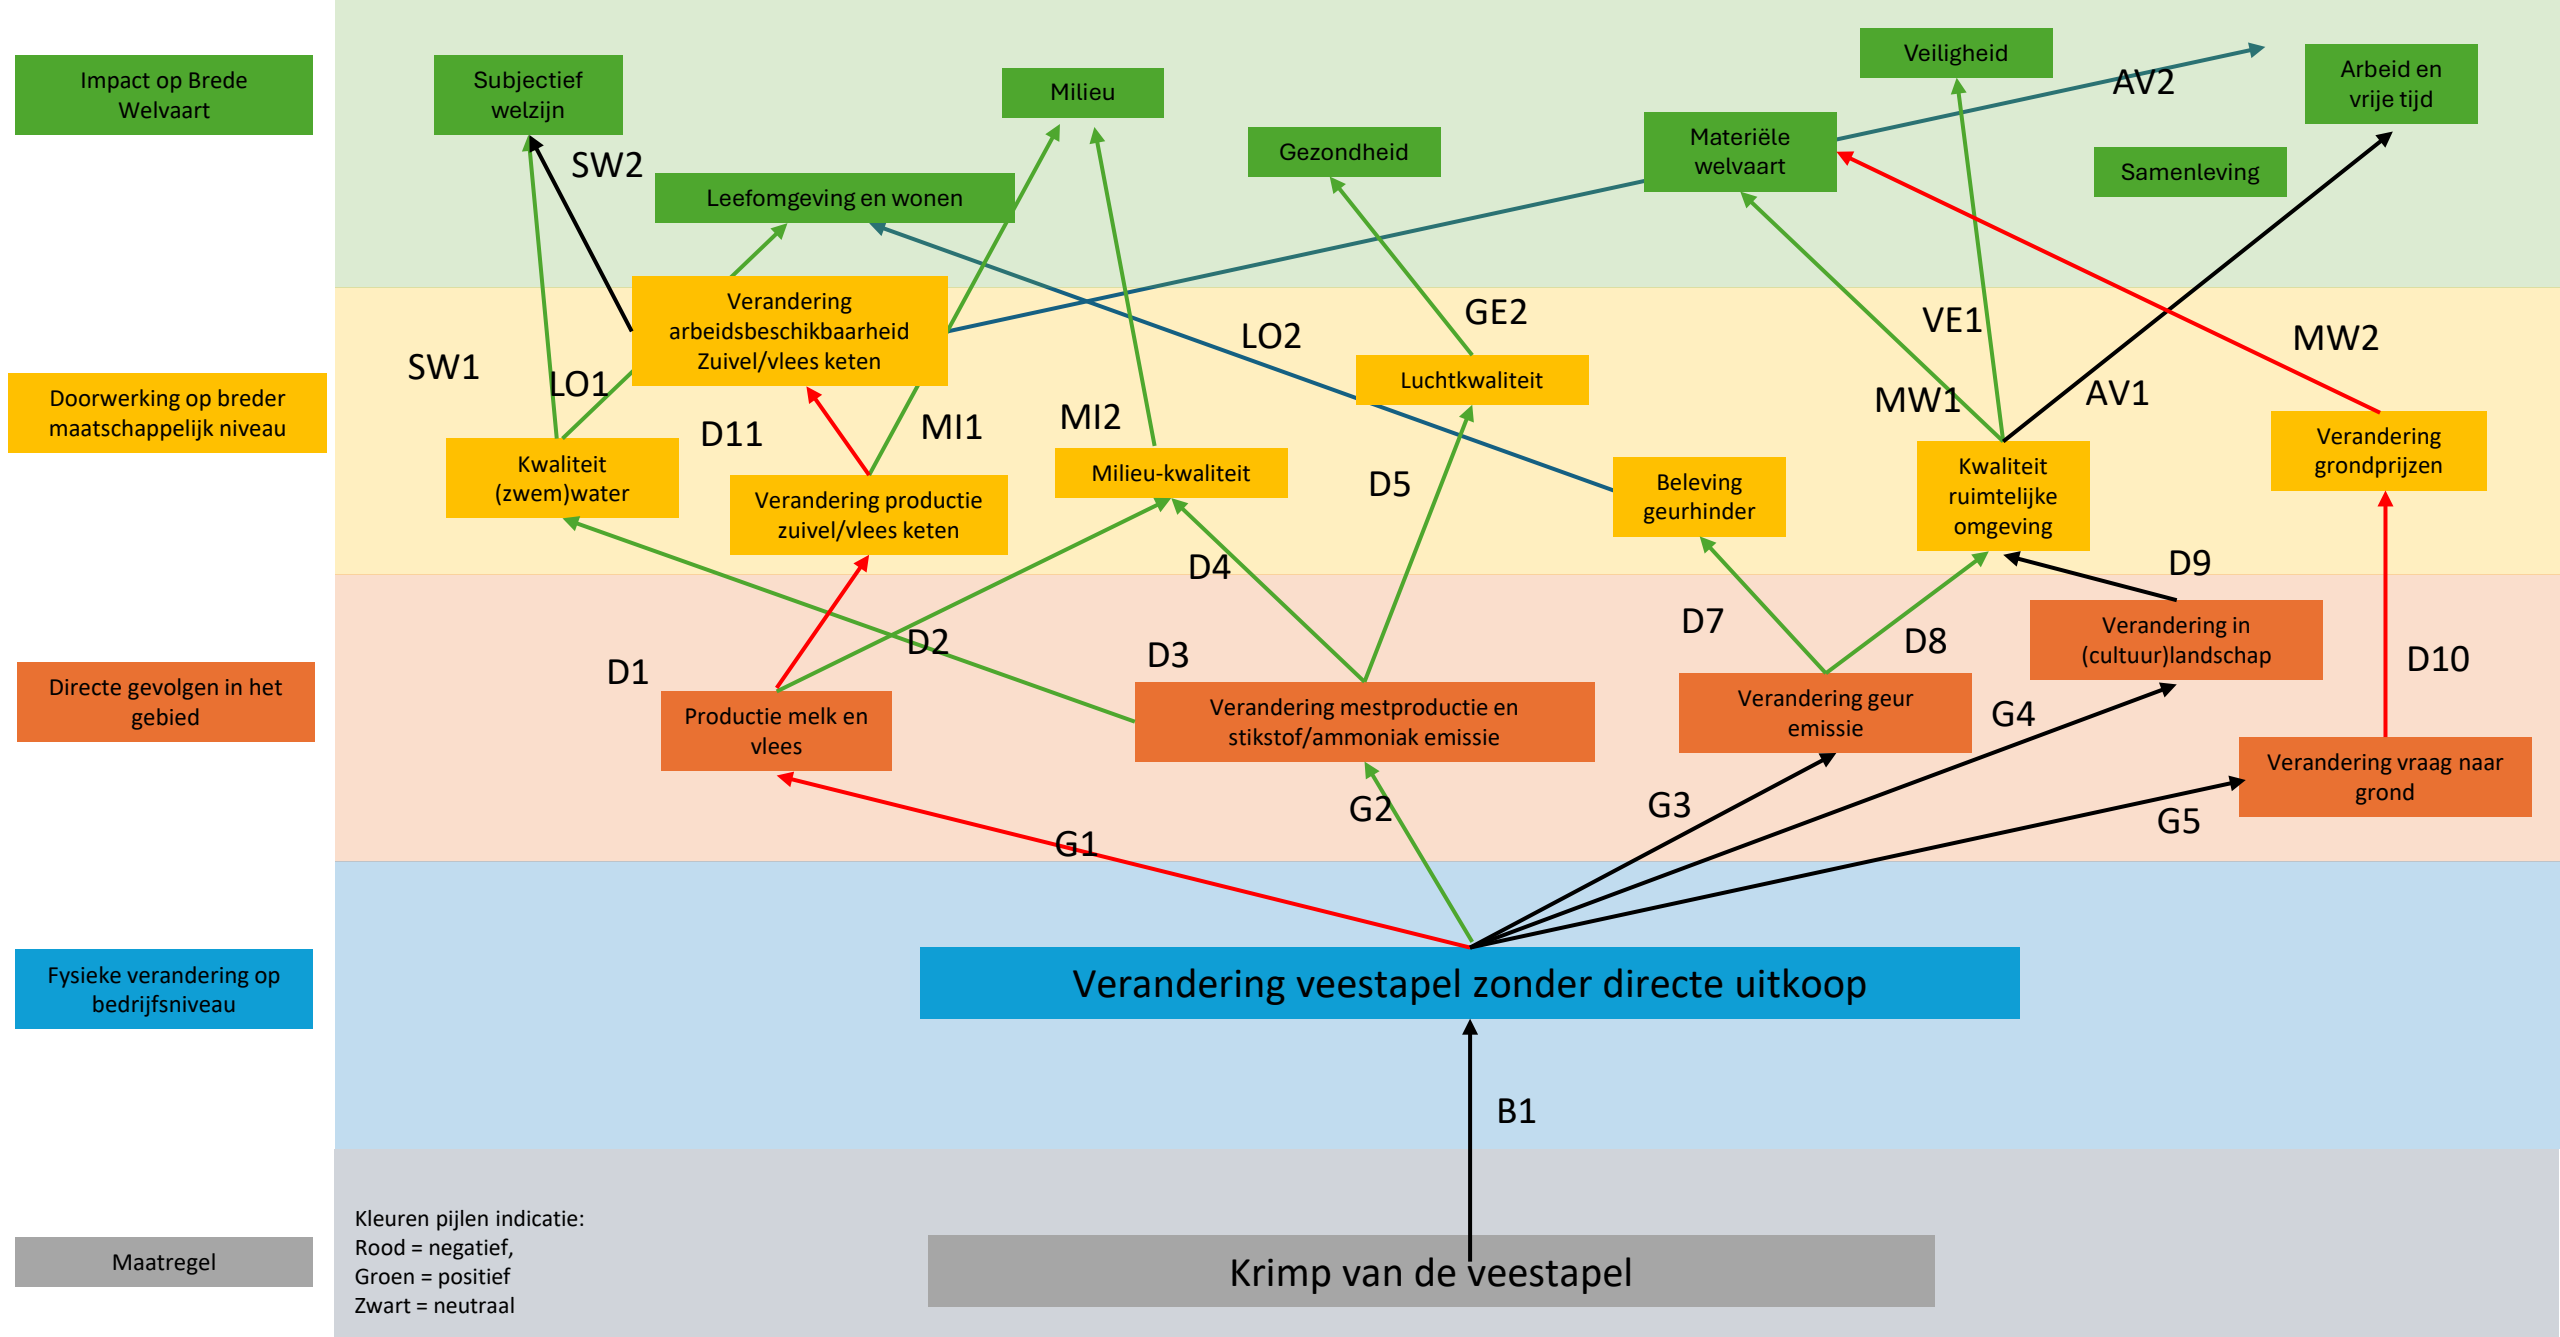 Impact op Brede
Welvaart
Subjectief
welzijn
SW2
Leefomgeving en wonen
Milieu
Gezondheid
Materiële
welvaart
Veiligheid
AV2
Arbeid en
vrije tijd
Samenleving
Doorwerking op breder
maatschappelijk niveau
SW1
LO1
Verandering
arbeidsbeschikbaarheid
Zuivel/vlees keten
D11
MI1
MI2
LO2
GE2
VE1
MW1
AV1
MW2
Kwaliteit
(zwem)water
Verandering productie
zuivel/vlees keten
Milieu-kwaliteit
Luchtkwaliteit
D5
Beleving
geurhinder
Kwaliteit
ruimtelijke
omgeving
Verandering
grondprijzen
D4
D9
Directe gevolgen in het
gebied
D1
D2
D3
D7
D8
D10
Productie melk en
vlees
Verandering mestproductie en
stikstof/ammoniak emissie
Verandering geur
emissie
Verandering in
(cultuur)landschap
Verandering vraag naar
grond
G1
G2
G3
G4
G5
Fysieke verandering op
bedrijfsniveau
Verandering veestapel zonder directe uitkoop
B1
Maatregel
Kleuren pijlen indicatie:
Rood = negatief,
Groen = positief
Zwart = neutraal
Krimp van de veestapel